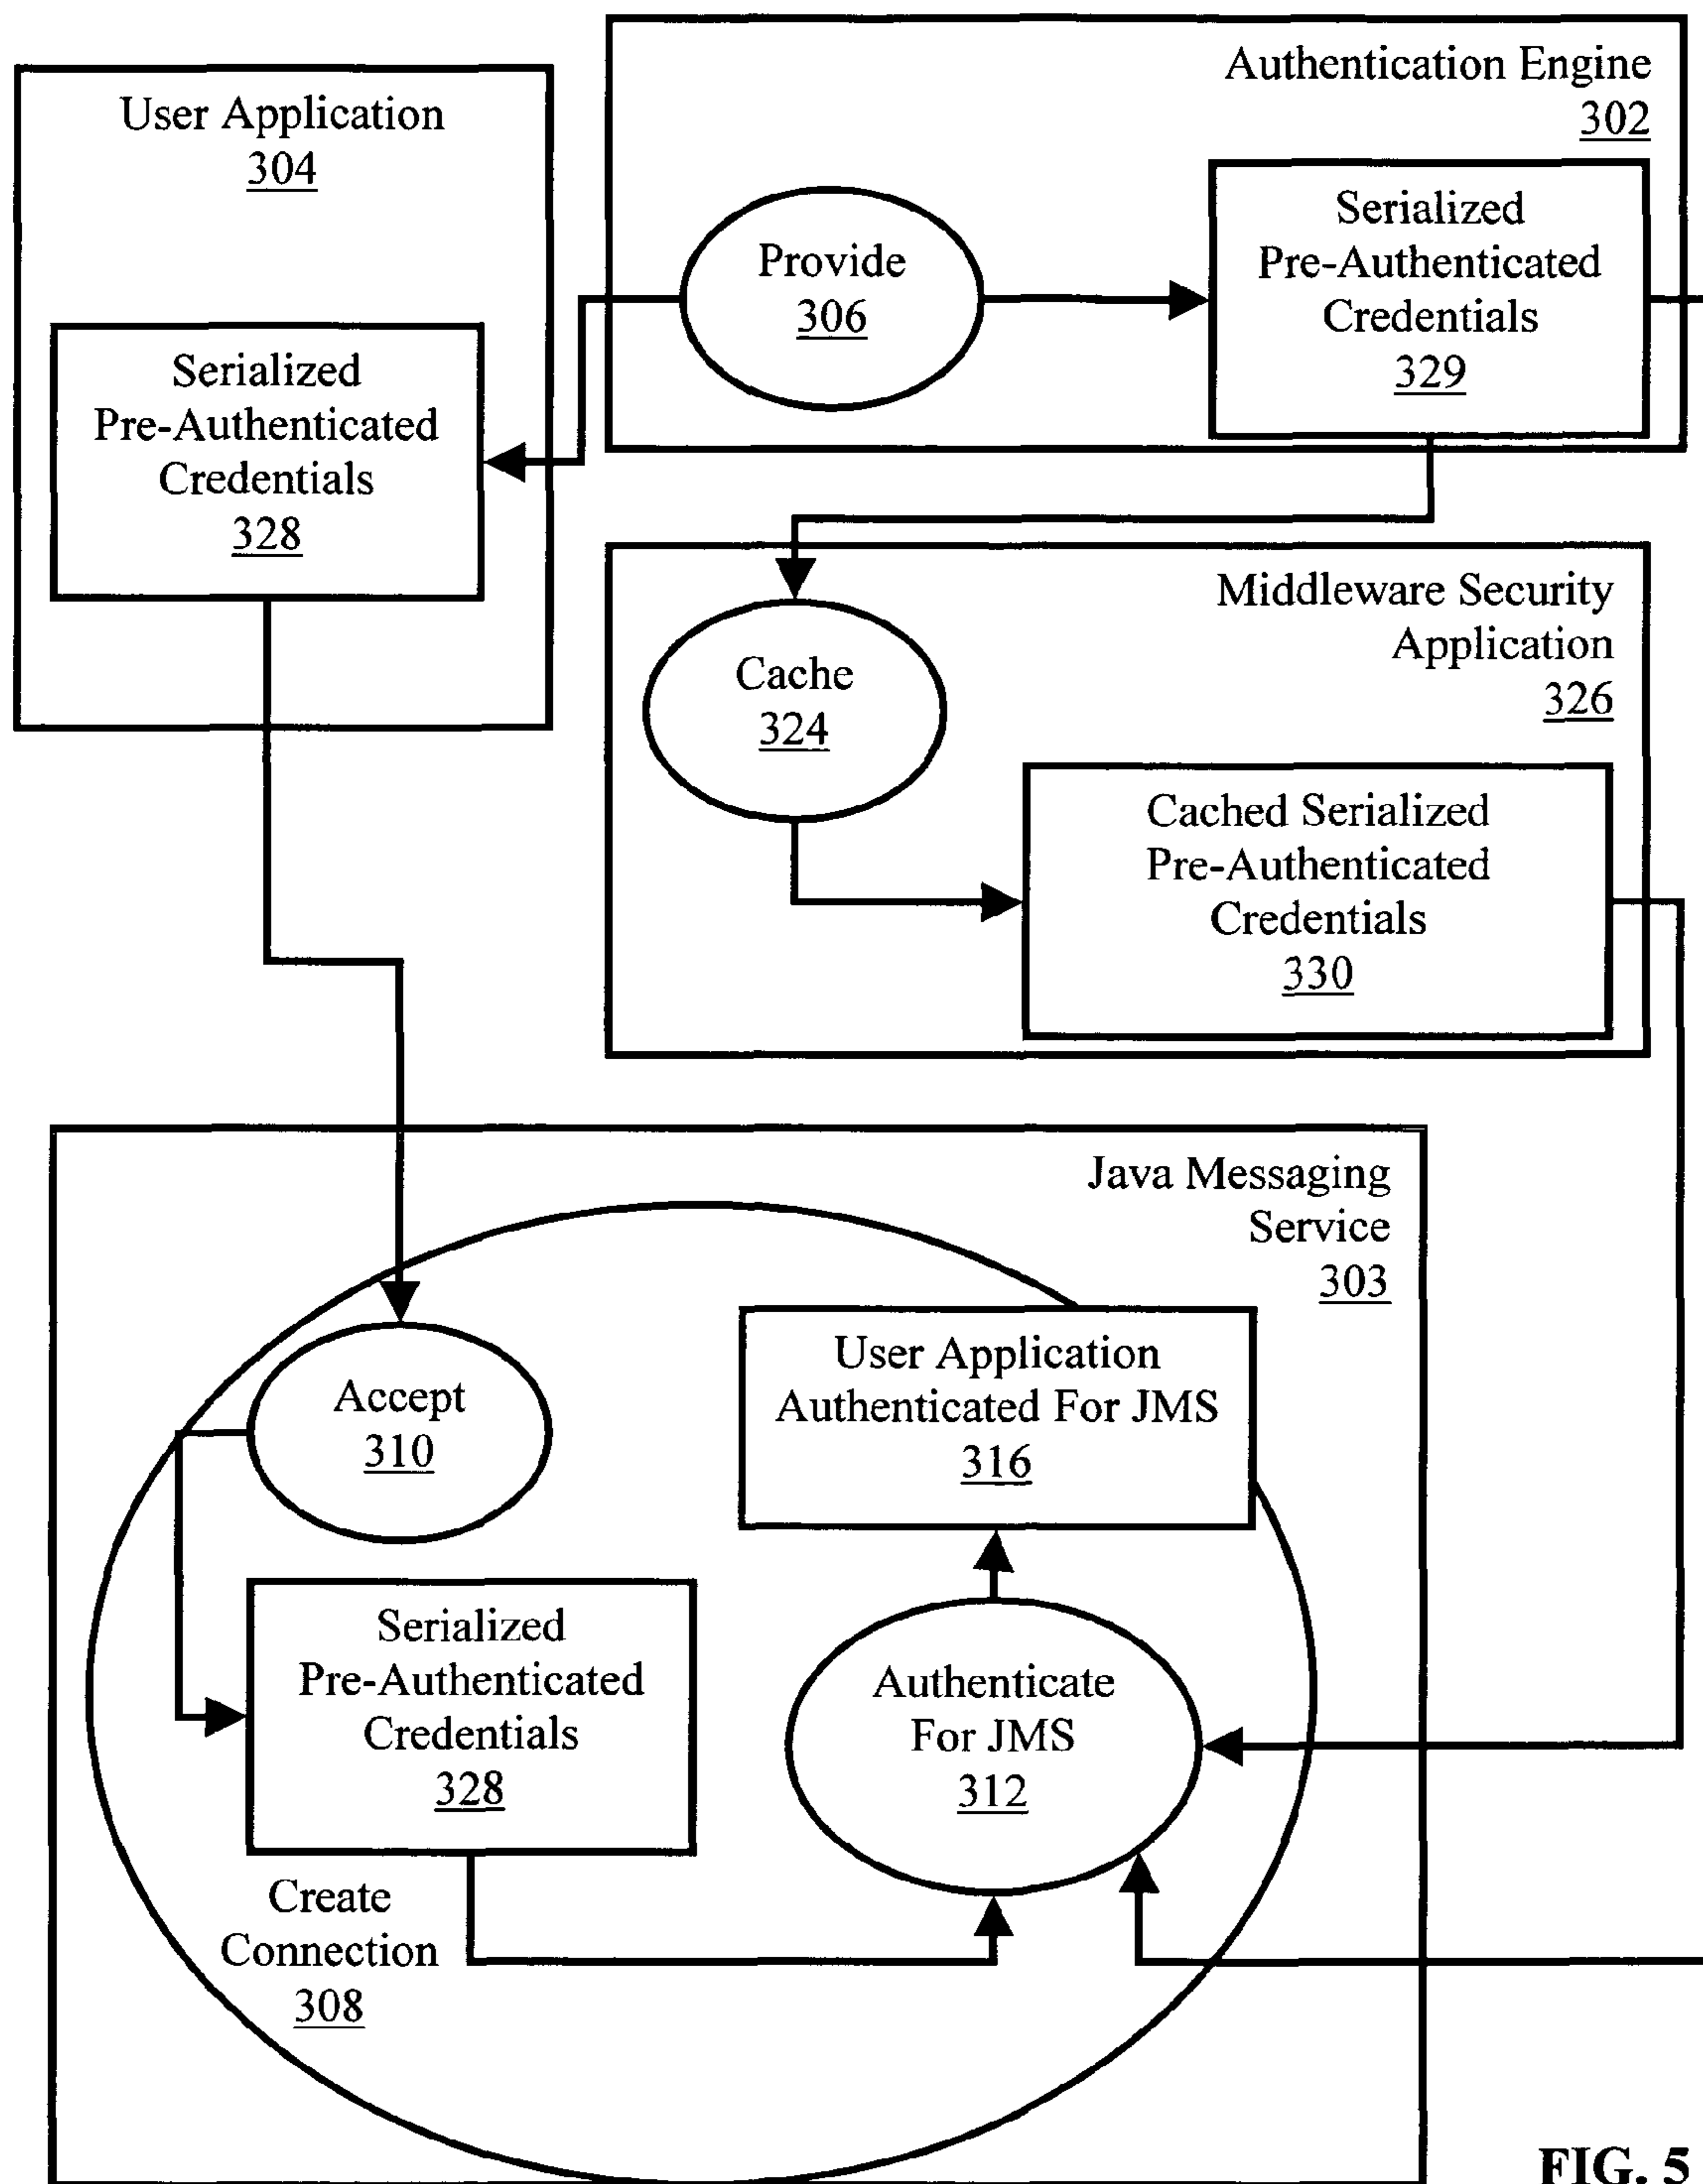 Authentication Engine
302
User Application
304
Provide
306
Serialized
Pre-Authenticated
Credentials
329
Serialized
Pre-Authenticated
Credentials
328
Middleware Security
Application
326
Cache
324
Cached Serialized
Pre-Authenticated
Credentials
330
Java Messaging
Service
303
Accept
310
User Application
Authenticated For JMS
316
Serialized
Pre-Authenticated
Credentials
328
Authenticate
For JMS
312
Create
Connection
308
FIG. 5